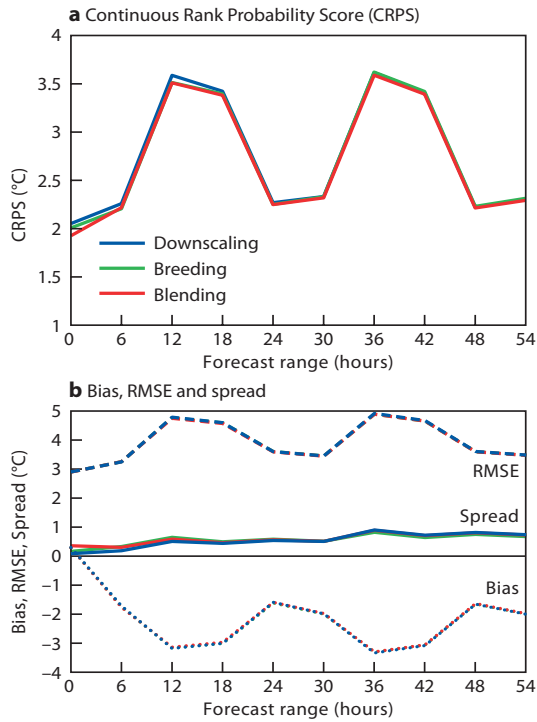 a Continuous Rank Probability Score (CRPS)
4
3.5
3
2.5
2
1.5
1
CRPS (°C)
Downscaling
Breeding
Blending
0 6 12 18 24 30 36 42 48 54
Forecast range (hours)
b Bias, RMSE and spread
5
4
3
2
1
0
−1
−2
−3
−4
Bias, RMSE, Spread (°C)
RMSE
Spread
Bias
0 6 12 18 24 30 36 42 48 54
Forecast range (hours)